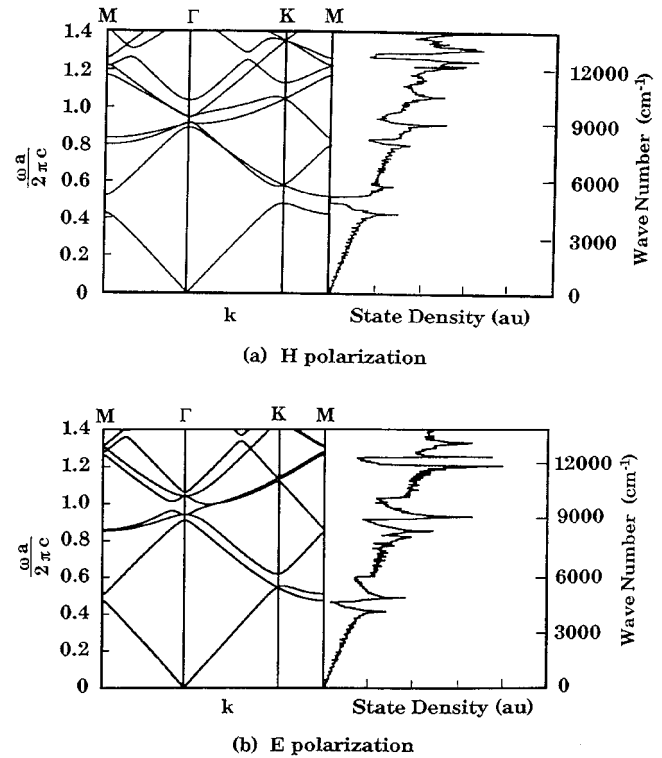 M Γ K M
1.4
1.2
1.0
0.8
0.6
0.4
0.2
0
ωa
2πc
12000
9000
6000
3000
0
Wave Number (cm⁻¹)
k State Density (au)
(a) H polarization
M Γ K M
1.4
1.2
1.0
0.8
0.6
0.4
0.2
0
ωa
2πc
12000
9000
6000
3000
0
Wave Number (cm⁻¹)
k State Density (au)
(b) E polarization